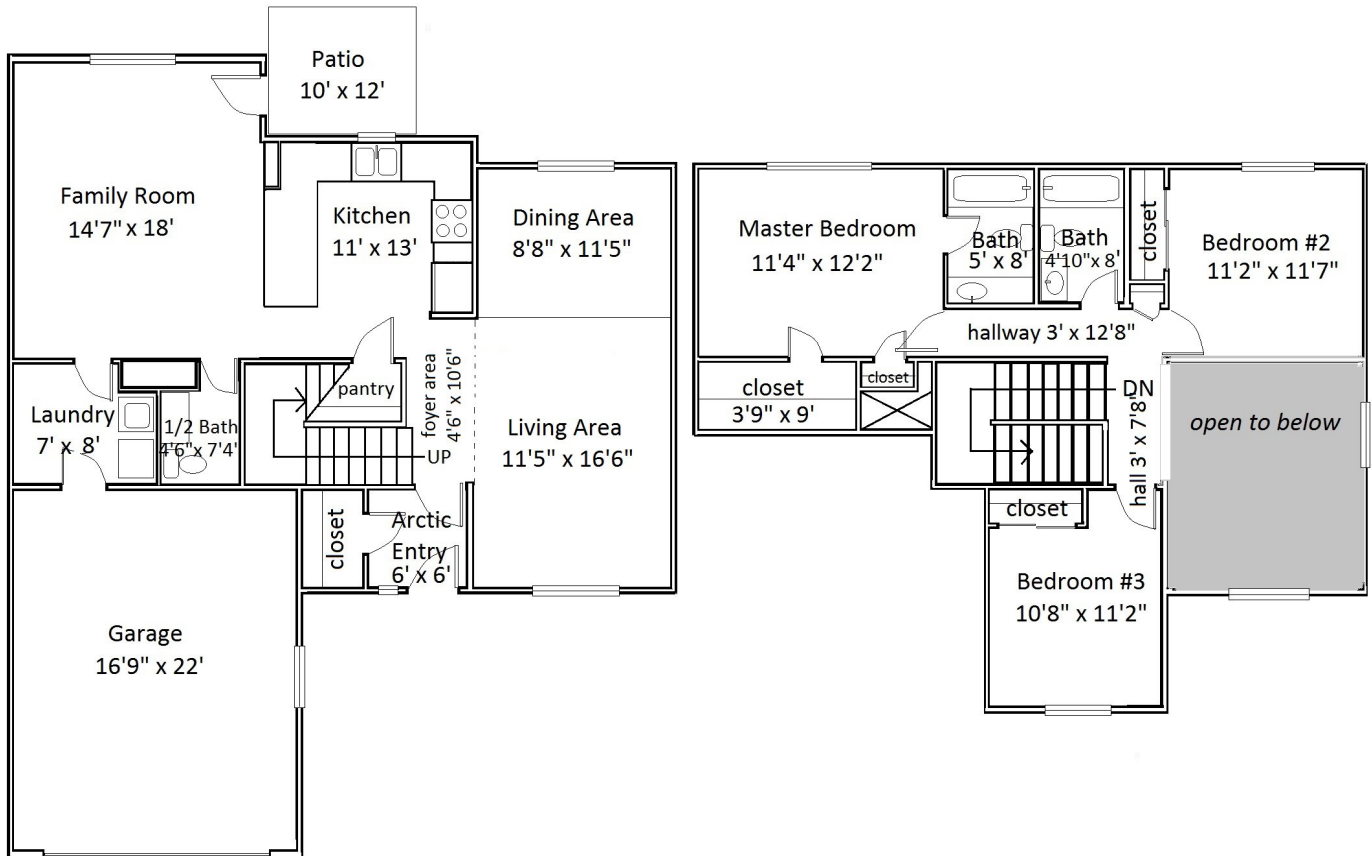 Patio
10' x 12'
Family Room
14'7" x 18'
Kitchen
11' x 13'
Dining Area
8'8" x 11'5"
Laundry
7' x 8'
1/2 Bath
4'6"x 7'4'
pantry
foyer area
4'6" x 10'6"
UP
Living Area
11'5" x 16'6"
closet
Arctic
Entry
6' x 6'
Garage
16'9" x 22'
Master Bedroom
11'4" x 12'2"
Bath
5' x 8'
Bath
4'10"x 8'
closet
Bedroom #2
11'2" x 11'7"
hallway 3' x 12'8"
closet
3'9" x 9'
closet
DN
hall 3' x 7'8"
open to below
closet
Bedroom #3
10'8" x 11'2"